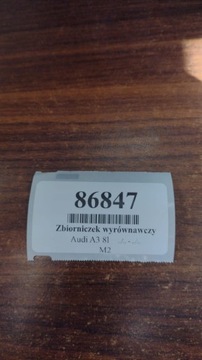 86847
Zbiorniczek wyrównawczy
Audi A3 8l
M2